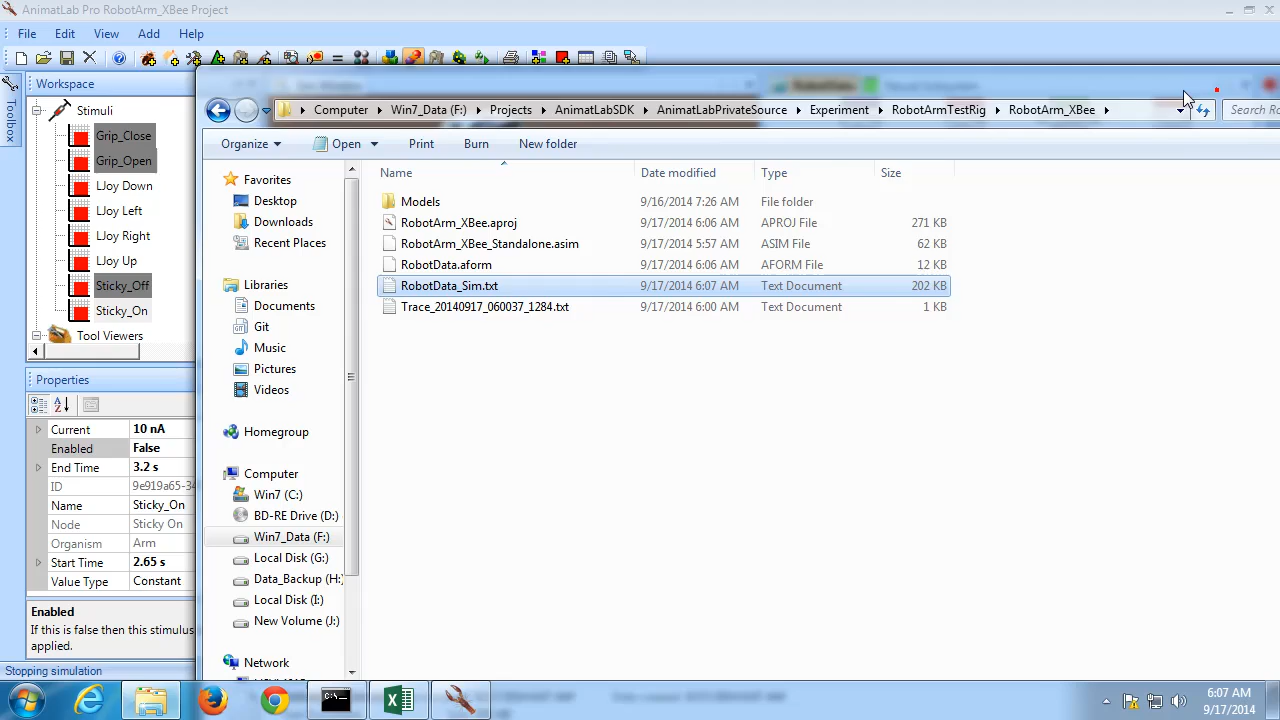 AnimatLab Pro RobotArm_XBee Project
File Edit View Add Help
Workspace
Toolbox
Stimuli
Grip_Close
Grip_Open
LJoy Down
LJoy Left
LJoy Right
LJoy Up
Sticky_Off
Sticky_On
Tool Viewers
Properties
Current 10 nA
Enabled False
End Time 3.2 s
ID 9e919a65-34
Name Sticky_On
Node Sticky On
Organism Arm
Start Time 2.65 s
Value Type Constant
Enabled
If this is false then this stimulus
applied.
Stopping simulation
Computer Win7_Data (F:) Projects AnimatLabSDK AnimatLabPrivateSource Experiment RobotArmTestRig RobotArm_XBee
Search Ro
Organize Open Print Burn New folder
Favorites
Desktop
Downloads
Recent Places
Libraries
Documents
Git
Music
Pictures
Videos
Homegroup
Computer
Win7 (C:)
BD-RE Drive (D:)
Win7_Data (F:)
Local Disk (G:)
Data_Backup (H:)
Local Disk (I:)
New Volume (J:)
Network
Name Date modified Type Size
Models 9/16/2014 7:26 AM File folder
RobotArm_XBee.aproj 9/17/2014 6:06 AM APROJ File 271 KB
RobotArm_XBee_Standalone.asim 9/17/2014 5:57 AM ASIM File 62 KB
RobotData.aform 9/17/2014 6:06 AM AFORM File 12 KB
RobotData_Sim.txt 9/17/2014 6:07 AM Text Document 202 KB
Trace_20140917_060037_1284.txt 9/17/2014 6:00 AM Text Document 1 KB
6:07 AM
9/17/2014